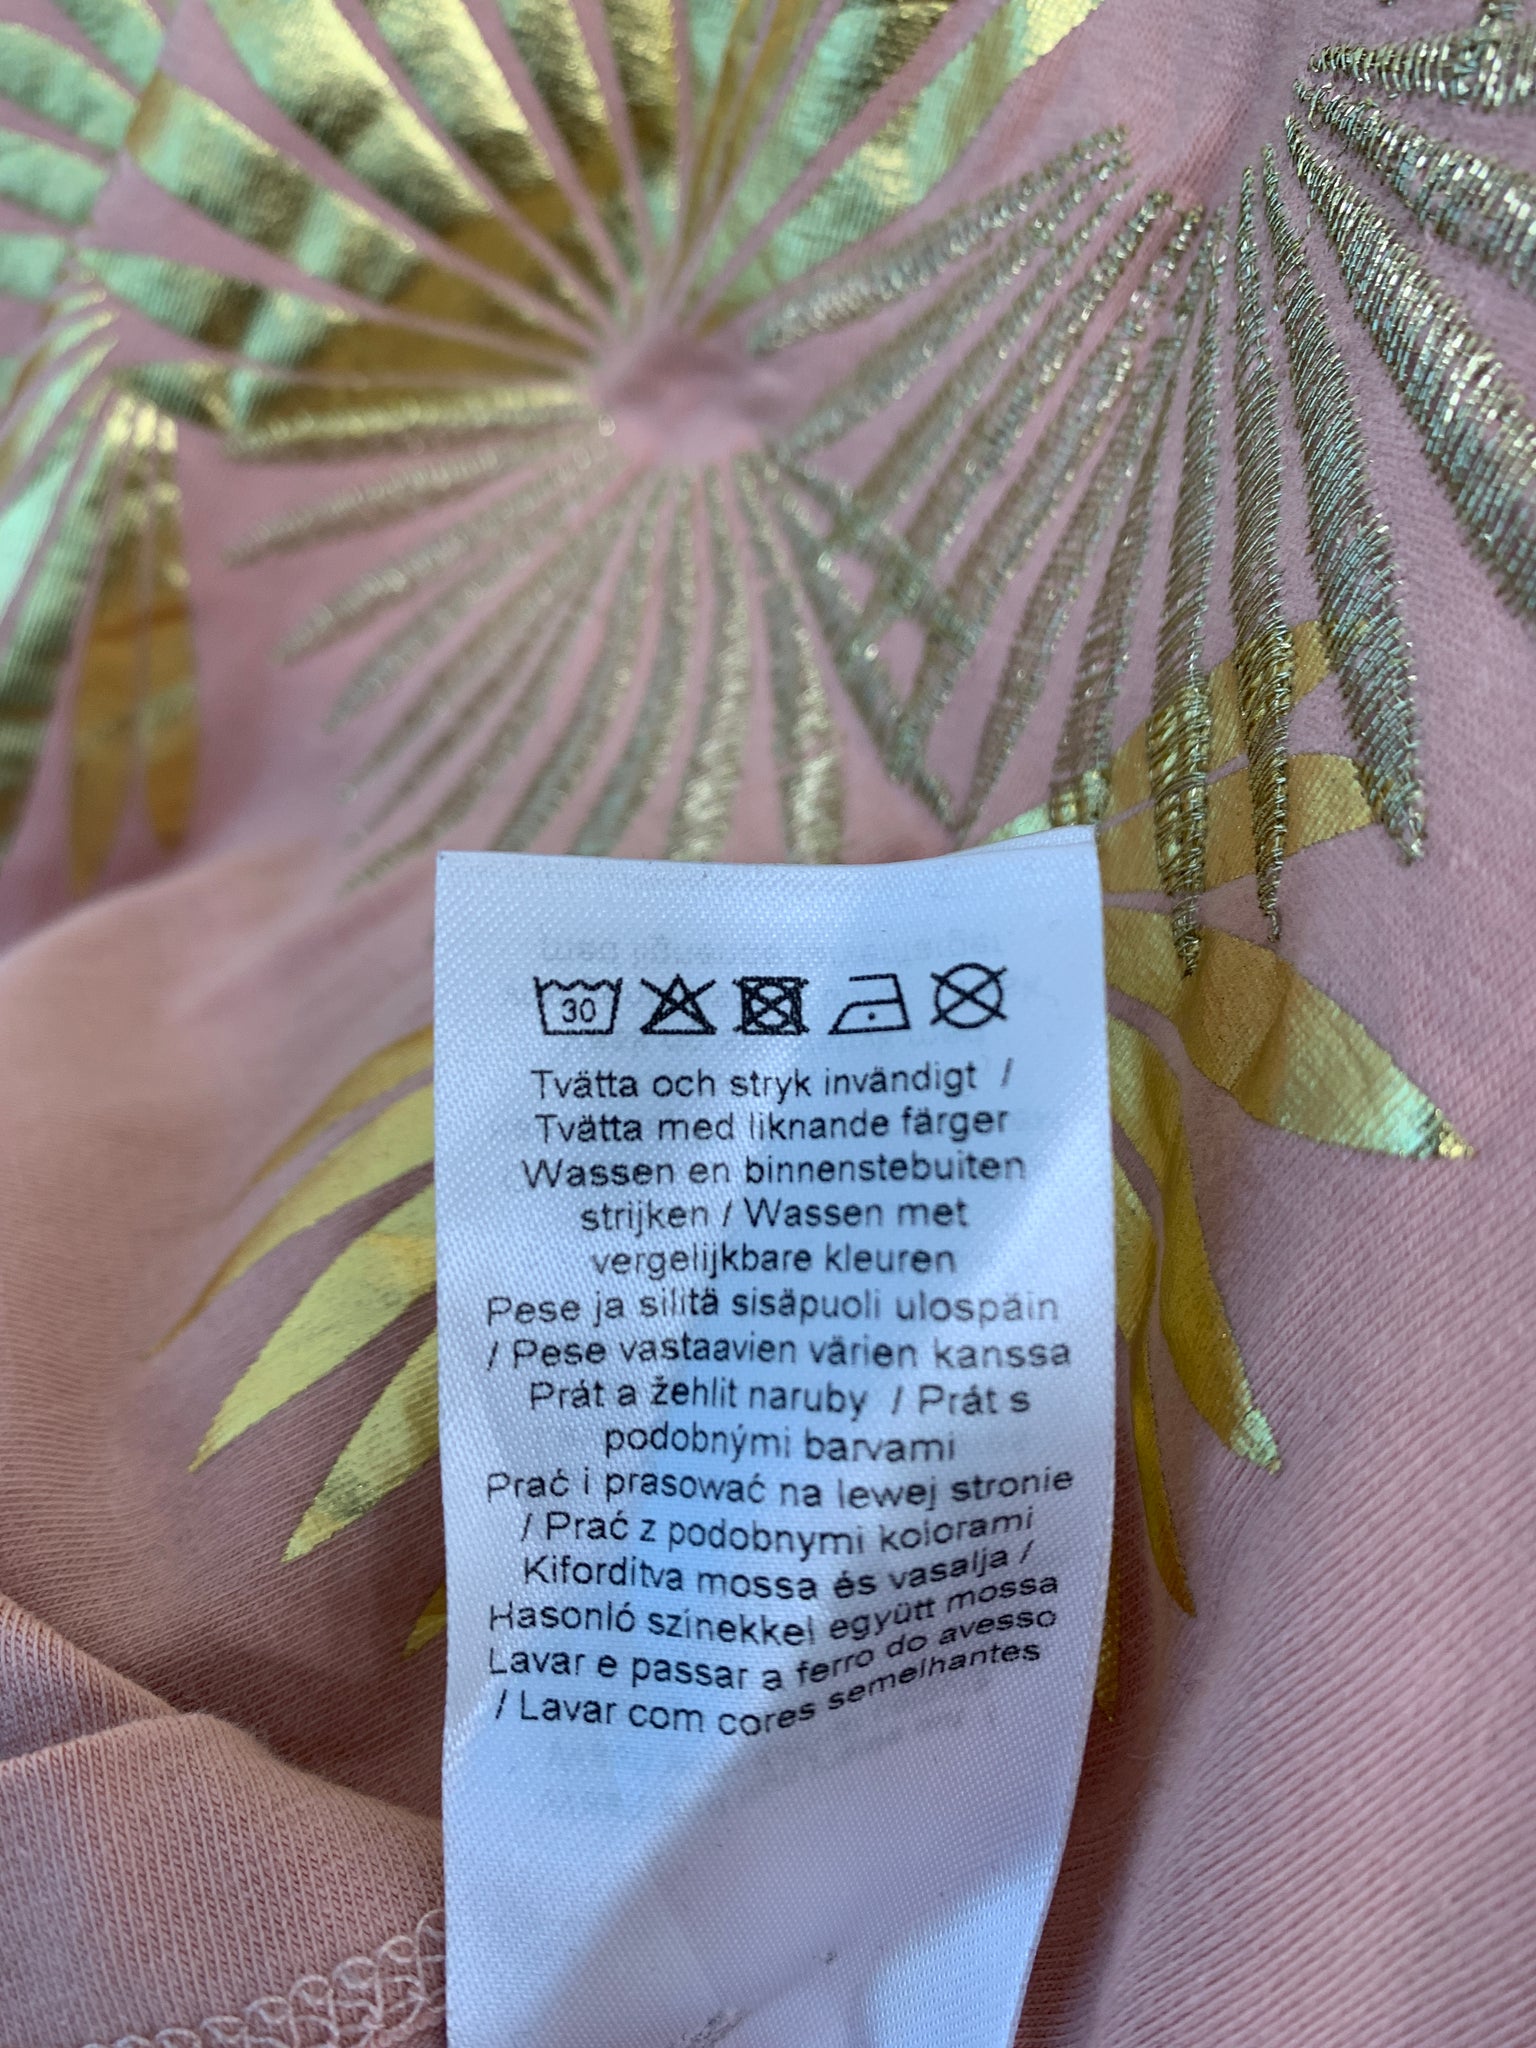 30
Tvätta och stryk invändigt /
Tvätta med liknande färger
Wassen en binnenstebuiten
strijken / Wassen met
vergelijkbare kleuren
Pese ja silitä sisäpuoli ulospäin
/ Pese vastaavien värien kanssa
Prát a žehlit naruby / Prát s
podobnými barvami
Prać i prasować na lewej stronie
/ Prać z podobnymi kolorami
Kifordítva mossa és vasalja /
Hasonló színekkel együtt mossa
Lavar e passar a ferro do avesso
/ Lavar com cores semelhantes